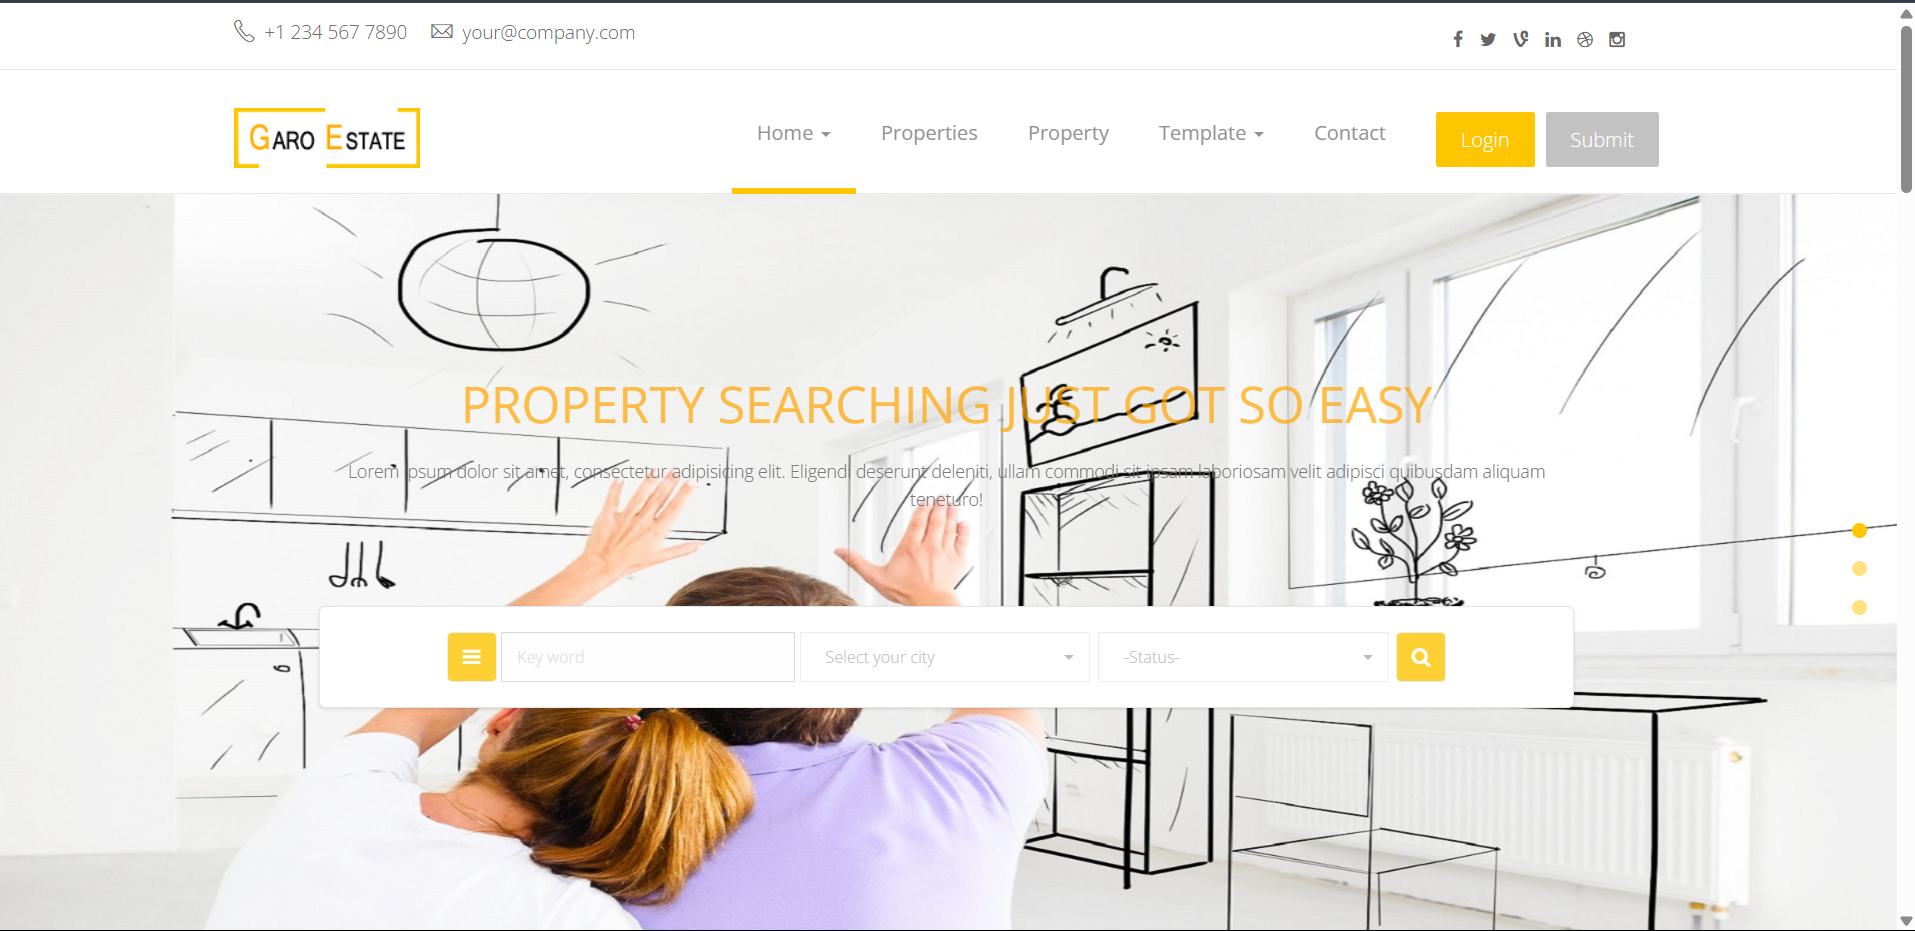 +1 234 567 7890 your@company.com
GARO ESTATE
Home Properties Property Template Contact Login Submit
PROPERTY SEARCHING JUST GOT SO EASY
Lorem ipsum dolor sit amet, consectetur adipisicing elit. Eligendi deserunt deleniti, ullam commodi sit ipsam laboriosam velit adipisci quibusdam aliquam
teneturo!
Key word Select your city -Status-